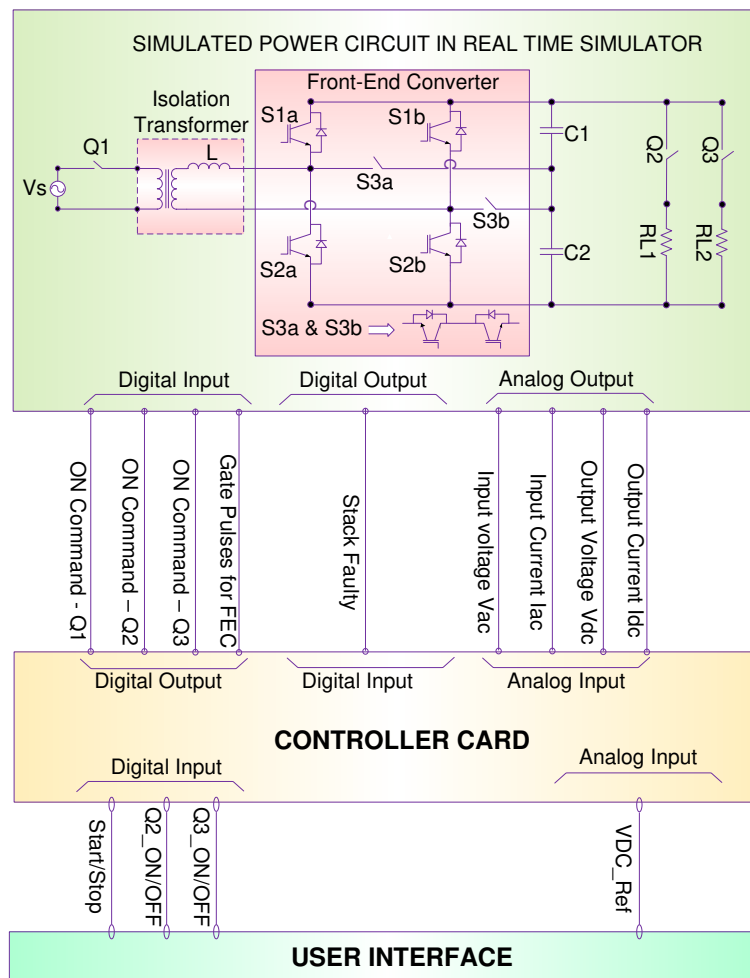 SIMULATED POWER CIRCUIT IN REAL TIME SIMULATOR
Front-End Converter
Isolation
Transformer
S1a
S1b
Q1
L
C1
Q2
Q3
Vs
S3a
S3b
S2a
S2b
C2
RL1
RL2
S3a & S3b
Digital Input
Digital Output
Analog Output
ON Command - Q1
ON Command – Q2
ON Command – Q3
Gate Pulses for FEC
Stack Faulty
Input voltage Vac
Input Current Iac
Output Voltage Vdc
Output Current Idc
Digital Output
Digital Input
Analog Input
CONTROLLER CARD
Digital Input
Analog Input
Start/Stop
Q2_ON/OFF
Q3_ON/OFF
VDC_Ref
USER INTERFACE